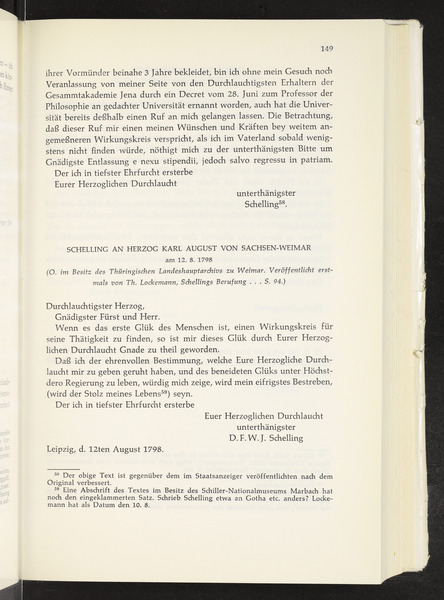 149
ihrer Vormünder beinahe 3 Jahre bekleidet, bin ich ohne mein Gesuch noch
Veranlassung von meiner Seite von den Durchlauchtigsten Erhaltern der
Gesammtakademie Jena durch ein Decret vom 28. Juni zum Professor der
Philosophie an gedachter Universität ernannt worden, auch hat die Univer-
sität bereits deßhalb einen Ruf an mich gelangen lassen. Die Betrachtung,
daß dieser Ruf mir einen meinen Wünschen und Kräften bey weitem an-
gemeßneren Wirkungskreis verspricht, als ich im Vaterland sobald wenig-
stens nicht finden würde, nöthigt mich zu der unterthänigsten Bitte um
Gnädigste Entlassung e nexu stipendii, jedoch salvo regressu in patriam.
Der ich in tiefster Ehrfurcht ersterbe
Eurer Herzoglichen Durchlaucht
unterthänigster
Schelling⁵⁸.
SCHELLING AN HERZOG KARL AUGUST VON SACHSEN-WEIMAR
am 12. 8. 1798
(O. im Besitz des Thüringischen Landeshauptarchivs zu Weimar. Veröffentlicht erst-
mals von Th. Lockemann, Schellings Berufung . . . S. 94.)
Durchlauchtigster Herzog,
Gnädigster Fürst und Herr.
Wenn es das erste Glük des Menschen ist, einen Wirkungskreis für
seine Thätigkeit zu finden, so ist mir dieses Glük durch Eurer Herzog-
lichen Durchlaucht Gnade zu theil geworden.
Daß ich der ehrenvollen Bestimmung, welche Eure Herzogliche Durch-
laucht mir zu geben geruht haben, und des beneideten Glüks unter Höchst-
dero Regierung zu leben, würdig mich zeige, wird mein eifrigstes Bestreben,
(wird der Stolz meines Lebens⁵⁹) seyn.
Der ich in tiefster Ehrfurcht ersterbe
Euer Herzoglichen Durchlaucht
unterthänigster
D. F. W. J. Schelling
Leipzig, d. 12ten August 1798.
⁵⁸ Der obige Text ist gegenüber dem im Staatsanzeiger veröffentlichten nach dem
Original verbessert.
⁵⁹ Eine Abschrift des Textes im Besitz des Schiller-Nationalmuseums Marbach hat
noch den eingeklammerten Satz. Schrieb Schelling etwa an Gotha etc. anders? Locke-
mann hat als Datum den 10. 8.